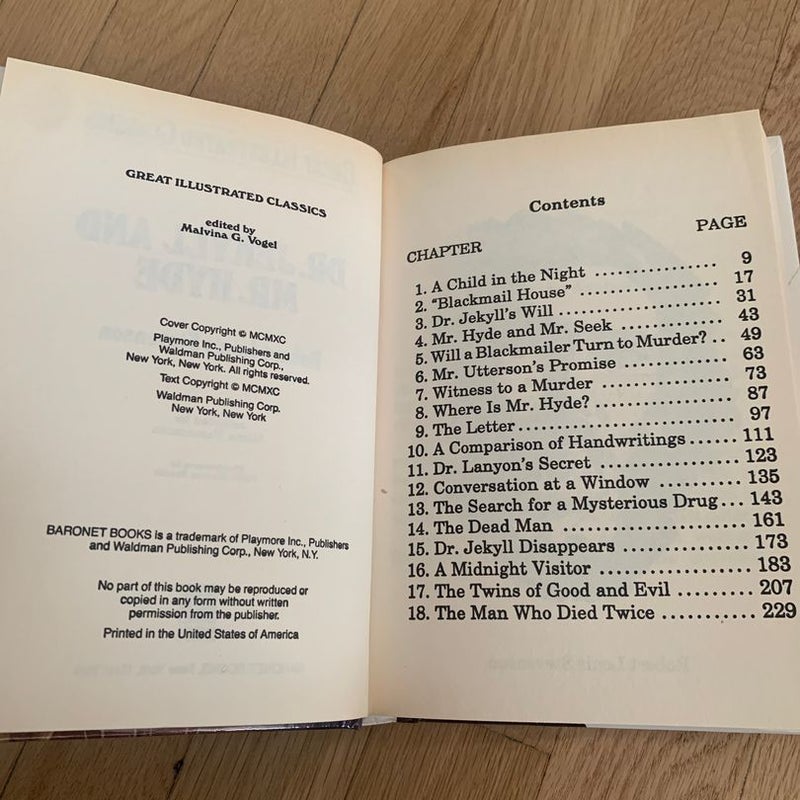 GREAT ILLUSTRATED CLASSICS
edited by
Malvina G. Vogel
Cover Copyright © MCMXC
Playmore Inc., Publishers and
Waldman Publishing Corp.,
New York, New York. All rights reserved.
Text Copyright © MCMXC
Waldman Publishing Corp.
New York, New York
BARONET BOOKS is a trademark of Playmore Inc., Publishers
and Waldman Publishing Corp., New York, N.Y.
No part of this book may be reproduced or
copied in any form without written
permission from the publisher.
Printed in the United States of America
Contents
CHAPTER PAGE
1. A Child in the Night ............... 9
2. "Blackmail House" ................ 17
3. Dr. Jekyll's Will ................... 31
4. Mr. Hyde and Mr. Seek ............ 43
5. Will a Blackmailer Turn to Murder? .. 49
6. Mr. Utterson's Promise ............ 63
7. Witness to a Murder .............. 73
8. Where Is Mr. Hyde? ............... 87
9. The Letter ........................ 97
10. A Comparison of Handwritings ...... 111
11. Dr. Lanyon's Secret ................ 123
12. Conversation at a Window .......... 135
13. The Search for a Mysterious Drug ... 143
14. The Dead Man .................... 161
15. Dr. Jekyll Disappears .............. 173
16. A Midnight Visitor ................. 183
17. The Twins of Good and Evil ......... 207
18. The Man Who Died Twice ........... 229